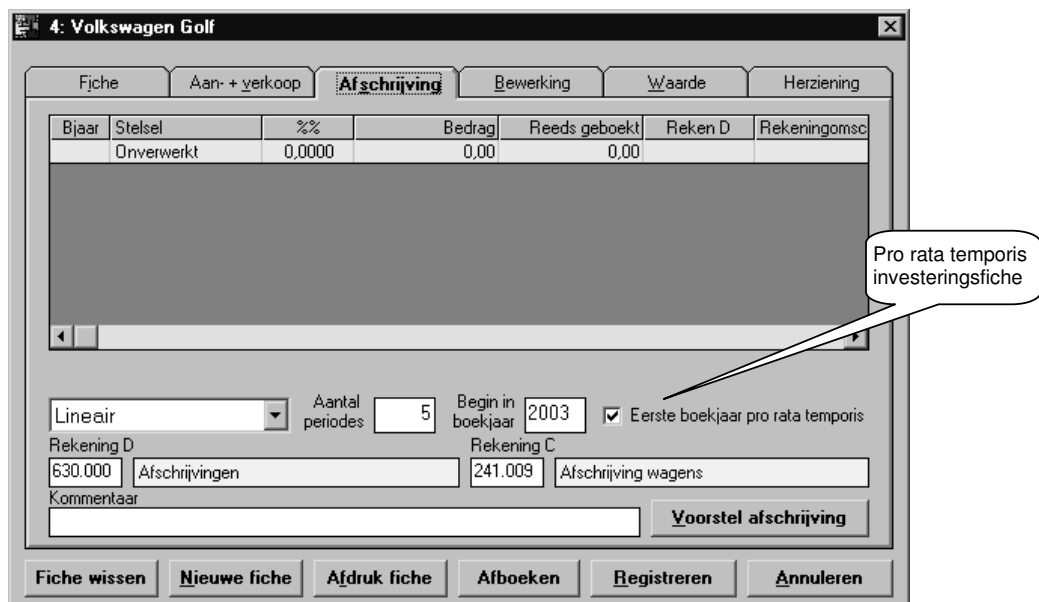 4: Volkswagen Golf
Fiche Aan- + verkoop Afschrijving Bewerking Waarde Herziening
Bjaar Stelsel %% Bedrag Reeds geboekt Reken D Rekeningomsc
Onverwerkt 0,0000 0,00 0,00
Pro rata temporis
investeringsfiche
Lineair Aantal periodes 5 Begin in boekjaar 2003 Eerste boekjaar pro rata temporis
Rekening D Rekening C
630.000 Afschrijvingen 241.009 Afschrijving wagens
Kommentaar
Voorstel afschrijving
Fiche wissen Nieuwe fiche Afdruk fiche Afboeken Registreren Annuleren